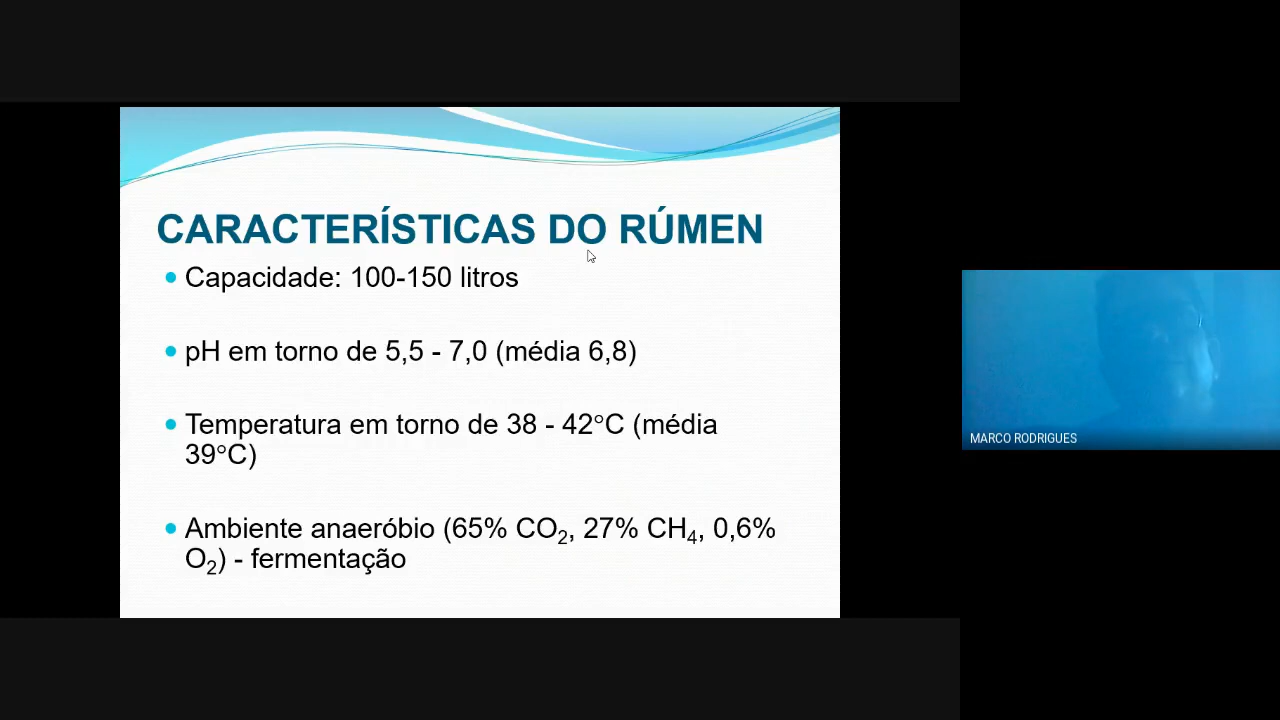 CARACTERÍSTICAS DO RÚMEN
Capacidade: 100-150 litros
pH em torno de 5,5 - 7,0 (média 6,8)
Temperatura em torno de 38 - 42°C (média
39°C)
Ambiente anaeróbio (65% CO₂, 27% CH₄, 0,6%
O₂) - fermentação
MARCO RODRIGUES